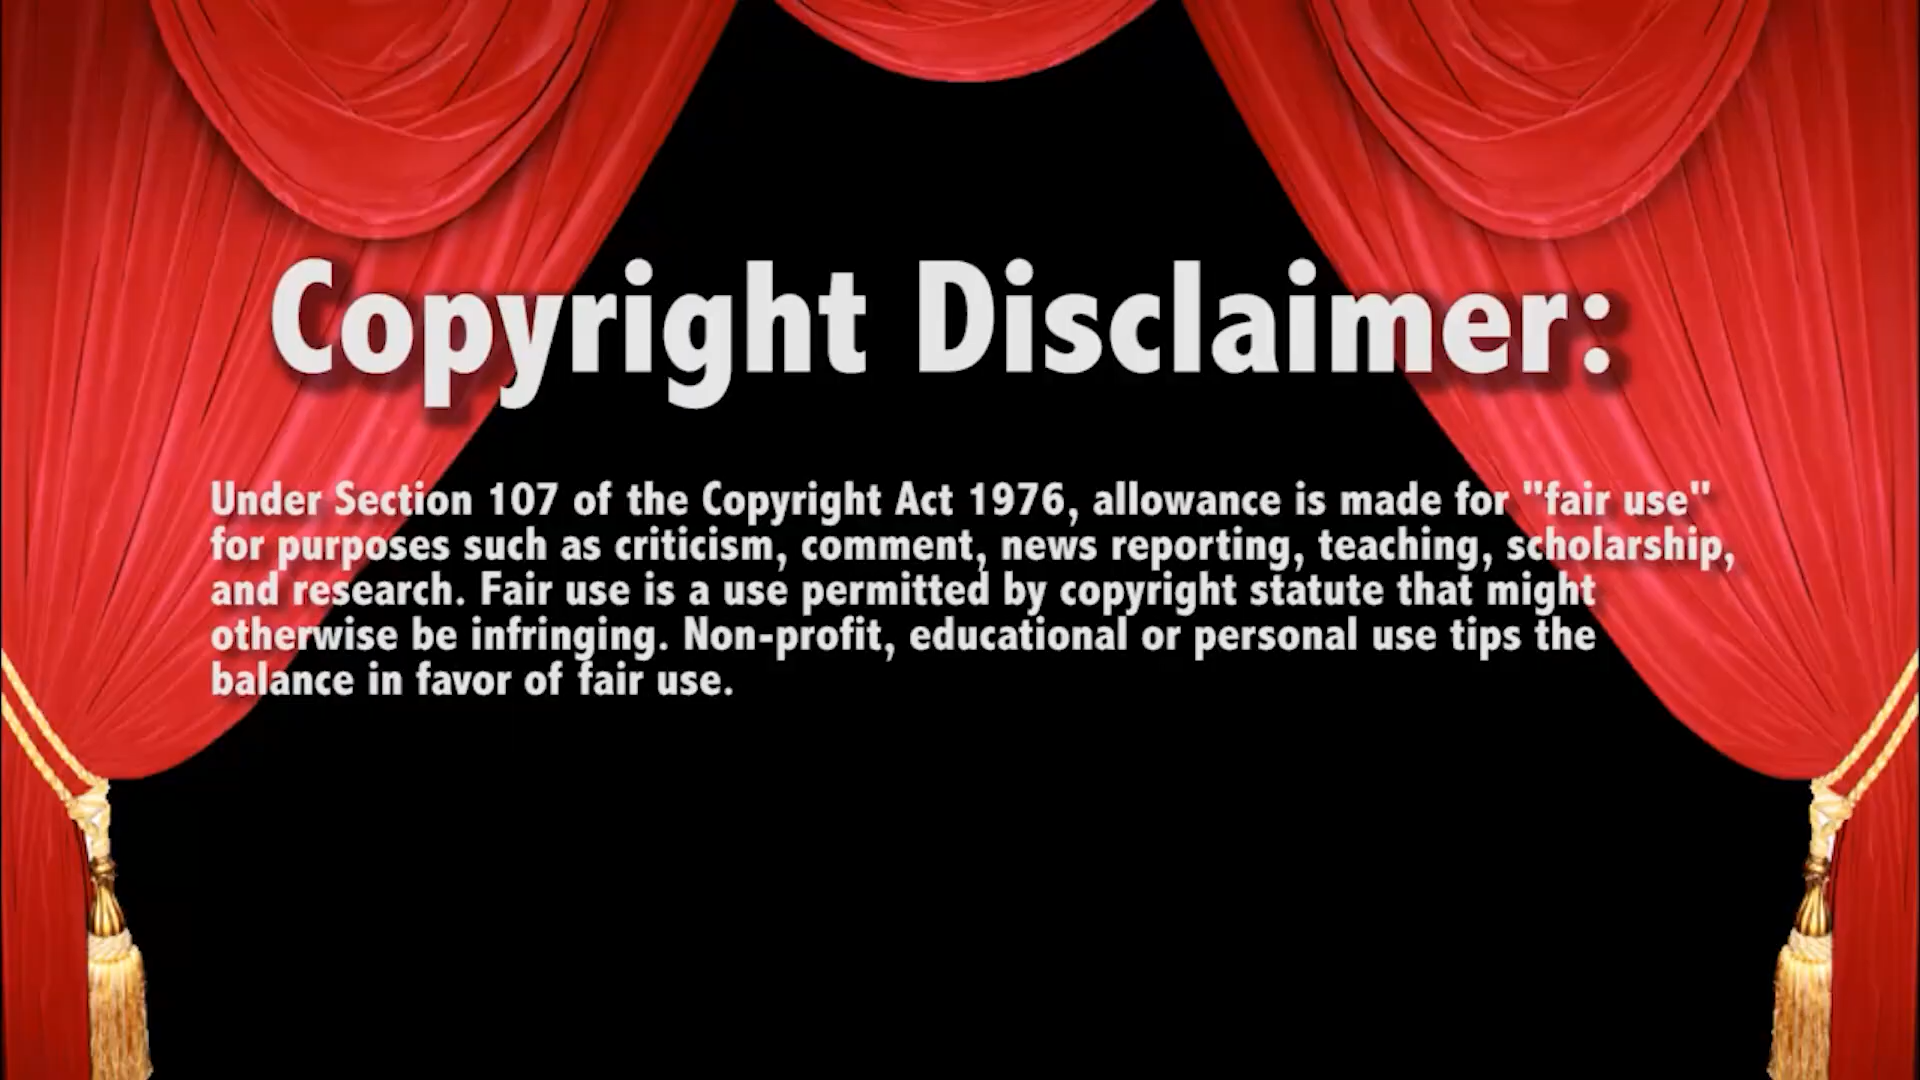 Copyright Disclaimer:
Under Section 107 of the Copyright Act 1976, allowance is made for "fair use"
for purposes such as criticism, comment, news reporting, teaching, scholarship,
and research. Fair use is a use permitted by copyright statute that might
otherwise be infringing. Non-profit, educational or personal use tips the
balance in favor of fair use.